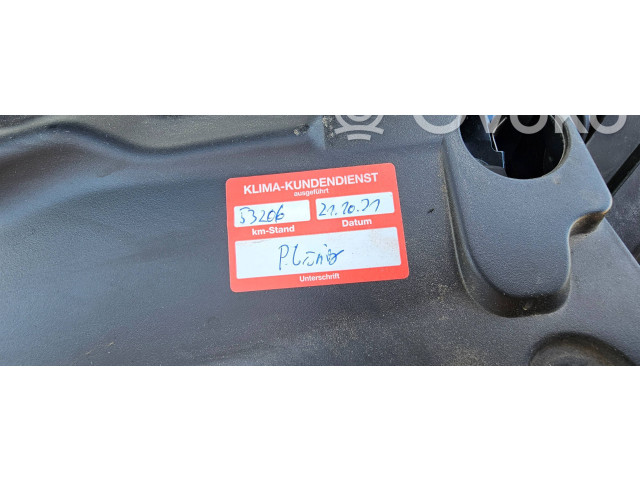 KLIMA-KUNDENDIENST
ausgeführt
53206 21.10.21
km-Stand Datum
Unterschrift